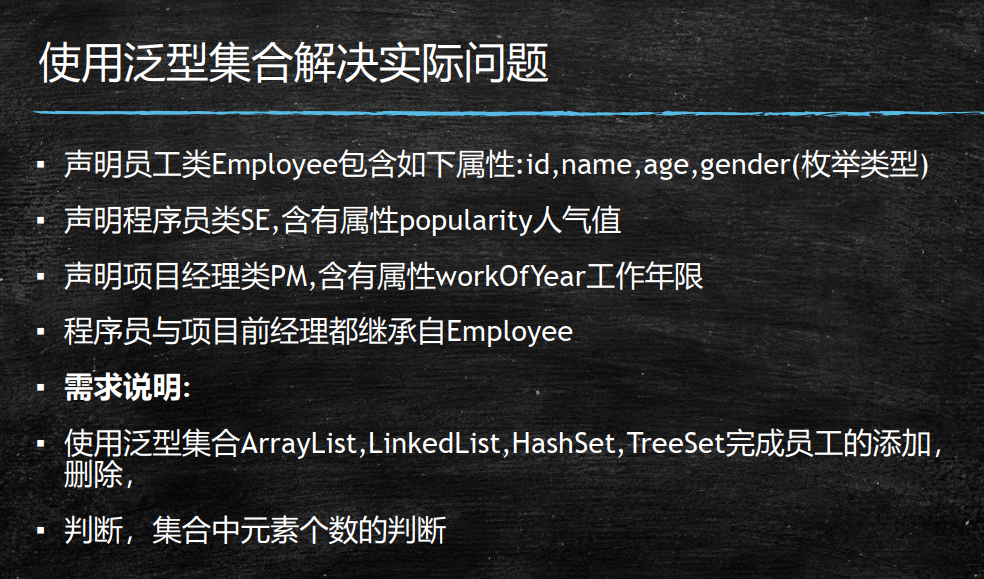 使用泛型集合解决实际问题
▪ 声明员工类Employee包含如下属性:id,name,age,gender(枚举类型)
▪ 声明程序员类SE,含有属性popularity人气值
▪ 声明项目经理类PM,含有属性workOfYear工作年限
▪ 程序员与项目前经理都继承自Employee
▪ 需求说明:
▪ 使用泛型集合ArrayList,LinkedList,HashSet,TreeSet完成员工的添加，
删除，
▪ 判断，集合中元素个数的判断